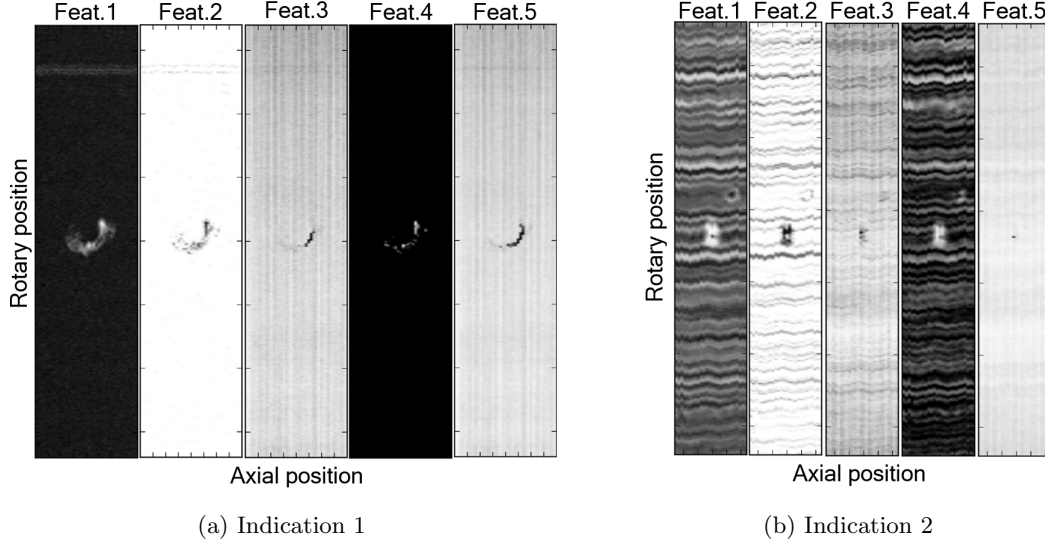 Feat.1 Feat.2 Feat.3 Feat.4 Feat.5
Rotary position
Axial position
(a) Indication 1
Feat.1 Feat.2 Feat.3 Feat.4 Feat.5
Rotary position
Axial position
(b) Indication 2